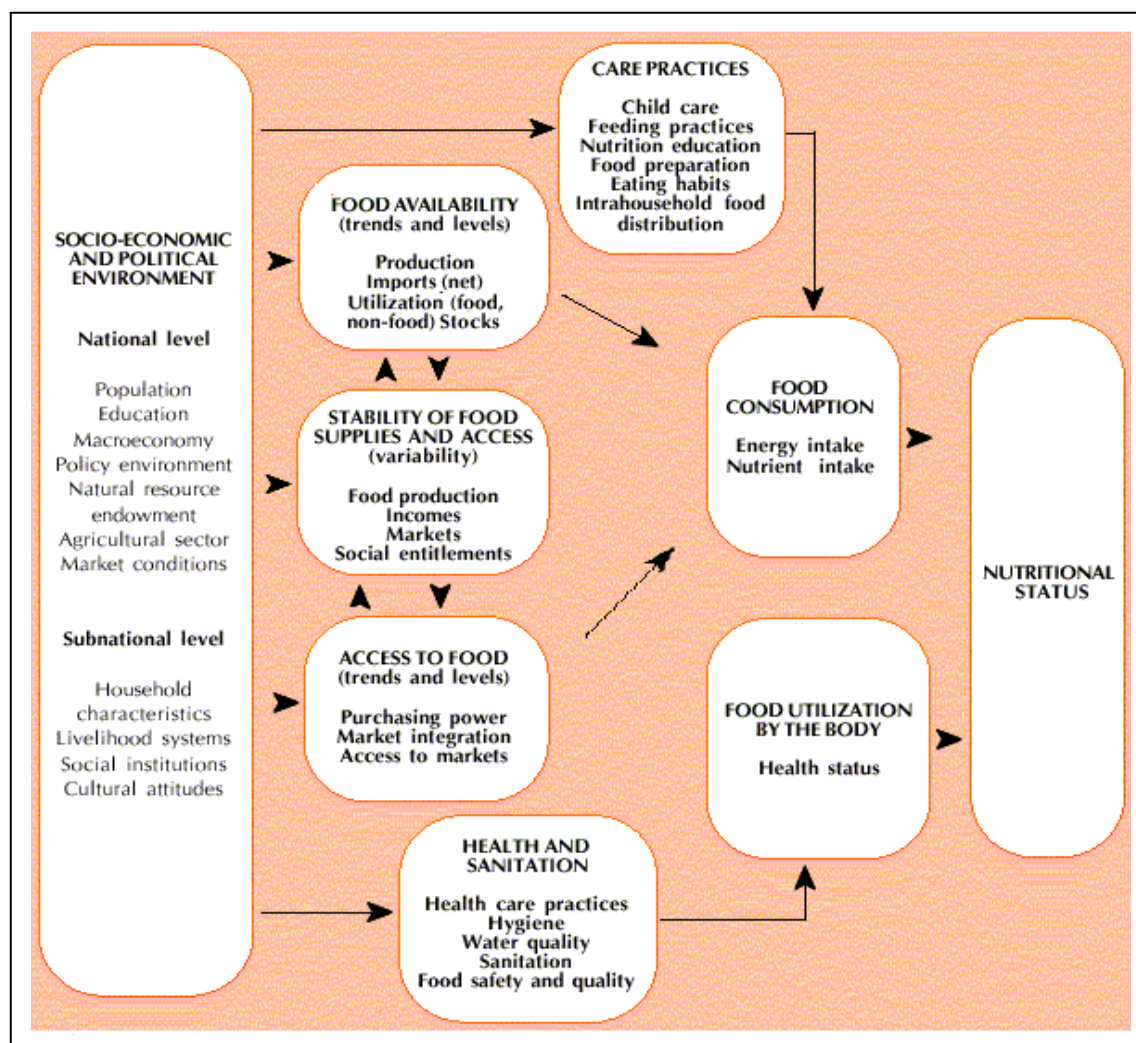 SOCIO-ECONOMIC
AND POLITICAL
ENVIRONMENT
National level
Population
Education
Macroeconomy
Policy environment
Natural resource
endowment
Agricultural sector
Market conditions
Subnational level
Household
characteristics
Livelihood systems
Social institutions
Cultural attitudes
CARE PRACTICES
Child care
Feeding practices
Nutrition education
Food preparation
Eating habits
Intrahousehold food
distribution
FOOD AVAILABILITY
(trends and levels)
Production
Imports (net)
Utilization (food,
non-food) Stocks
STABILITY OF FOOD
SUPPLIES AND ACCESS
(variability)
Food production
Incomes
Markets
Social entitlements
ACCESS TO FOOD
(trends and levels)
Purchasing power
Market integration
Access to markets
HEALTH AND
SANITATION
Health care practices
Hygiene
Water quality
Sanitation
Food safety and quality
FOOD
CONSUMPTION
Energy intake
Nutrient intake
FOOD UTILIZATION
BY THE BODY
Health status
NUTRITIONAL
STATUS